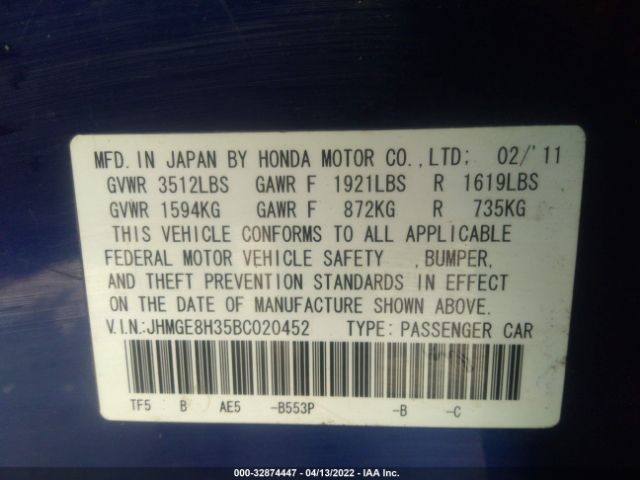 MFD. IN JAPAN BY HONDA MOTOR CO., LTD; 02/'11
GVWR 3512LBS GAWR F 1921LBS R 1619LBS
GVWR 1594KG GAWR F 872KG R 735KG
THIS VEHICLE CONFORMS TO ALL APPLICABLE
FEDERAL MOTOR VEHICLE SAFETY , BUMPER,
AND THEFT PREVENTION STANDARDS IN EFFECT
ON THE DATE OF MANUFACTURE SHOWN ABOVE.
V.I.N.:JHMGE8H35BC020452 TYPE: PASSENGER CAR
TF5 B AE5 -B553P -B -C
000-32874447 - 04/13/2022 - IAA Inc.